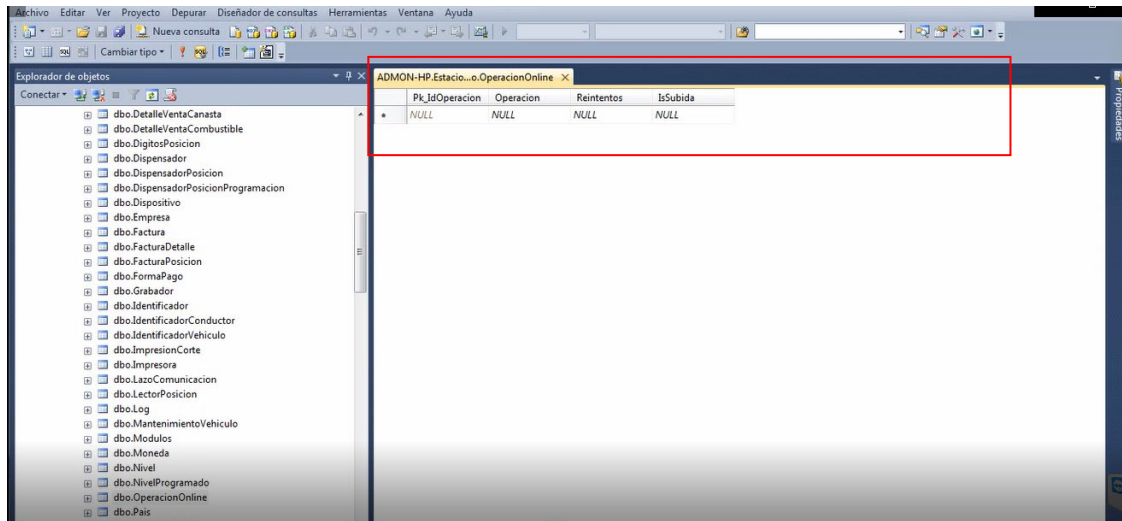 Archivo Editar Ver Proyecto Depurar Diseñador de consultas Herramientas Ventana Ayuda
Nueva consulta
Cambiar tipo
Explorador de objetos
Conectar
dbo.DetalleVentaCanasta
dbo.DetalleVentaCombustible
dbo.DigitosPosicion
dbo.Dispensador
dbo.DispensadorPosicion
dbo.DispensadorPosicionProgramacion
dbo.Dispositivo
dbo.Empresa
dbo.Factura
dbo.FacturaDetalle
dbo.FacturaPosicion
dbo.FormaPago
dbo.Grabador
dbo.Identificador
dbo.IdentificadorConductor
dbo.IdentificadorVehiculo
dbo.ImpresionCorte
dbo.Impresora
dbo.LazoComunicacion
dbo.LectorPosicion
dbo.Log
dbo.MantenimientoVehiculo
dbo.Modulos
dbo.Moneda
dbo.Nivel
dbo.NivelProgramado
dbo.OperacionOnline
dbo.Pais
ADMON-HP.Estacio...o.OperacionOnline
Pk_IdOperacion Operacion Reintentos IsSubida
NULL NULL NULL NULL
Propiedades